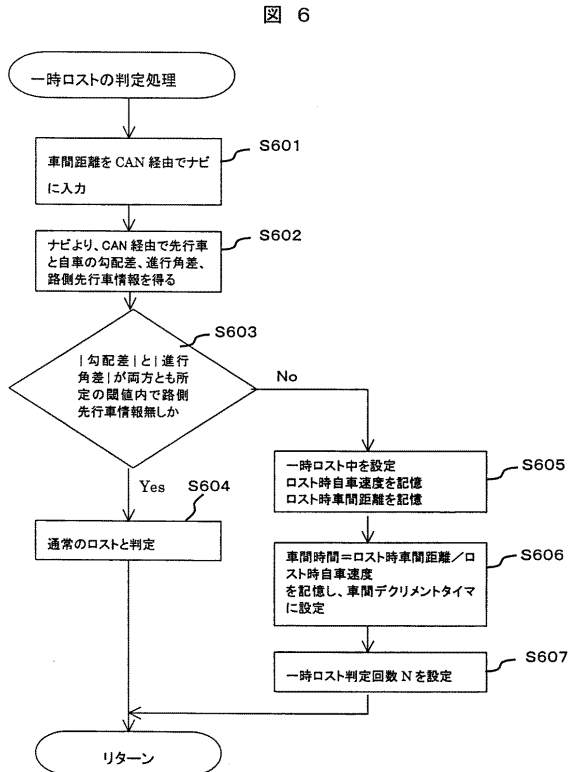 図 6
一時ロストの判定処理
S601
車間距離を CAN 経由でナビ
に入力
S602
ナビより、CAN 経由で先行車
と自車の勾配差、進行角差、
路側先行車情報を得る
S603
|勾配差|と|進行
角差|が両方とも所
定の閾値内で路側
先行車情報無しか
No
Yes
S604
通常のロストと判定
S605
一時ロスト中を設定
ロスト時自車速度を記憶
ロスト時車間距離を記憶
S606
車間時間=ロスト時車間距離/ロ
スト時自車速度
を記憶し、車間デクリメントタイマ
に設定
S607
一時ロスト判定回数 N を設定
リターン